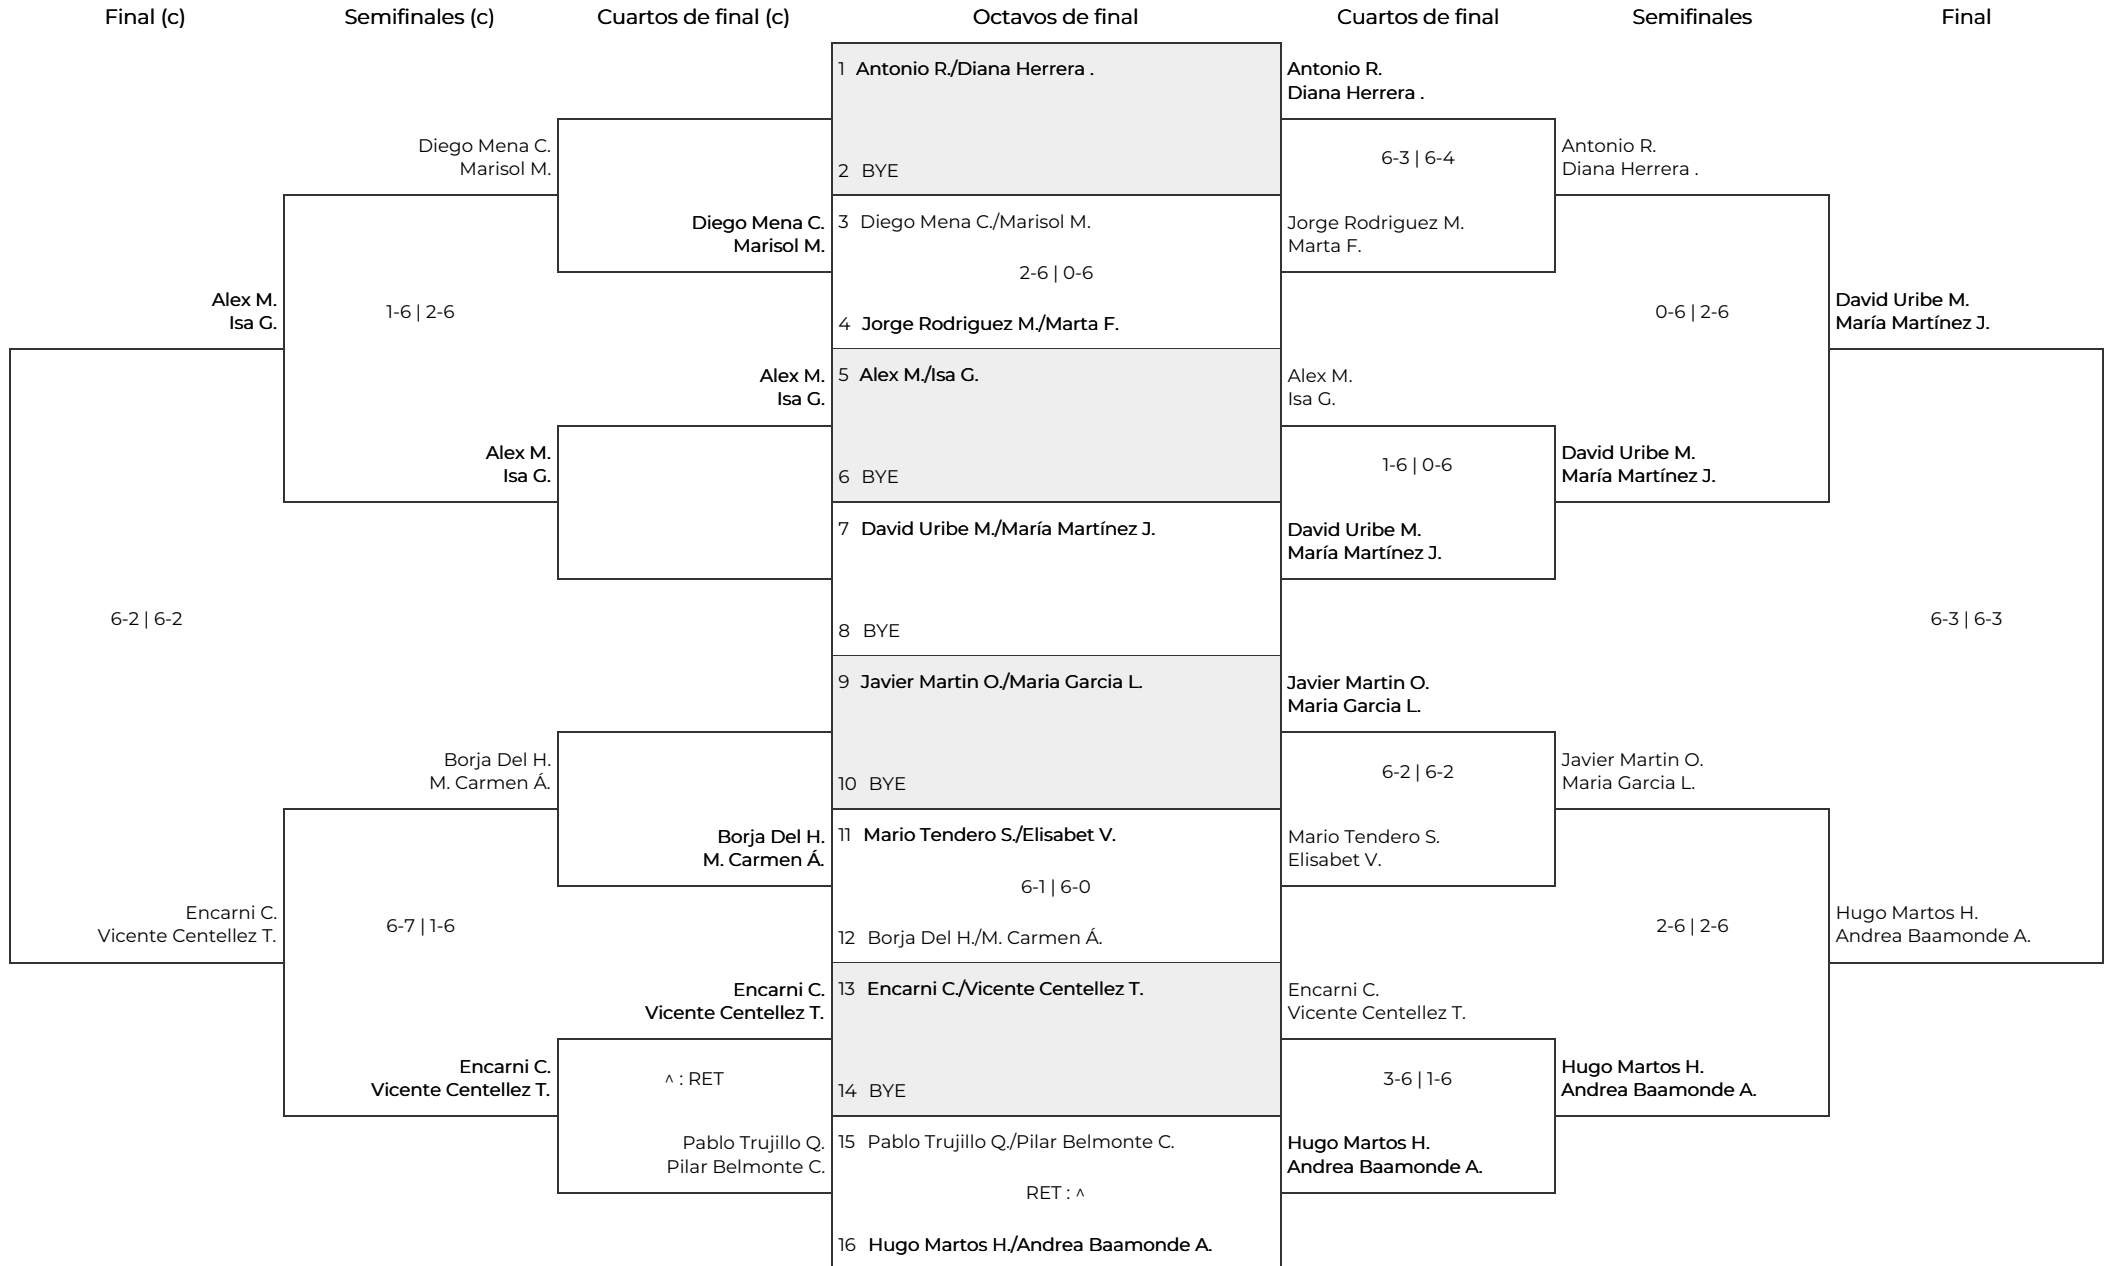 Final (c)
Semifinales (c)
Cuartos de final (c)
Octavos de final
Cuartos de final
Semifinales
Final
Alex M.
Isa G.
6-2 | 6-2
Encarni C.
Vicente Centellez T.
Diego Mena C.
Marisol M.
1-6 | 2-6
Alex M.
Isa G.
Borja Del H.
M. Carmen Á.
6-7 | 1-6
Encarni C.
Vicente Centellez T.
Diego Mena C.
Marisol M.
Alex M.
Isa G.
Borja Del H.
M. Carmen Á.
Encarni C.
Vicente Centellez T.
^ : RET
Pablo Trujillo Q.
Pilar Belmonte C.
1 Antonio R./Diana Herrera .
2 BYE
3 Diego Mena C./Marisol M.
2-6 | 0-6
4 Jorge Rodriguez M./Marta F.
5 Alex M./Isa G.
6 BYE
7 David Uribe M./María Martínez J.
8 BYE
9 Javier Martin O./Maria Garcia L.
10 BYE
11 Mario Tendero S./Elisabet V.
6-1 | 6-0
12 Borja Del H./M. Carmen Á.
13 Encarni C./Vicente Centellez T.
14 BYE
15 Pablo Trujillo Q./Pilar Belmonte C.
RET : ^
16 Hugo Martos H./Andrea Baamonde A.
Antonio R.
Diana Herrera .
6-3 | 6-4
Jorge Rodriguez M.
Marta F.
Alex M.
Isa G.
1-6 | 0-6
David Uribe M.
María Martínez J.
Javier Martin O.
Maria Garcia L.
6-2 | 6-2
Mario Tendero S.
Elisabet V.
Encarni C.
Vicente Centellez T.
3-6 | 1-6
Hugo Martos H.
Andrea Baamonde A.
Antonio R.
Diana Herrera .
0-6 | 2-6
David Uribe M.
María Martínez J.
Javier Martin O.
Maria Garcia L.
2-6 | 2-6
Hugo Martos H.
Andrea Baamonde A.
David Uribe M.
María Martínez J.
6-3 | 6-3
Hugo Martos H.
Andrea Baamonde A.